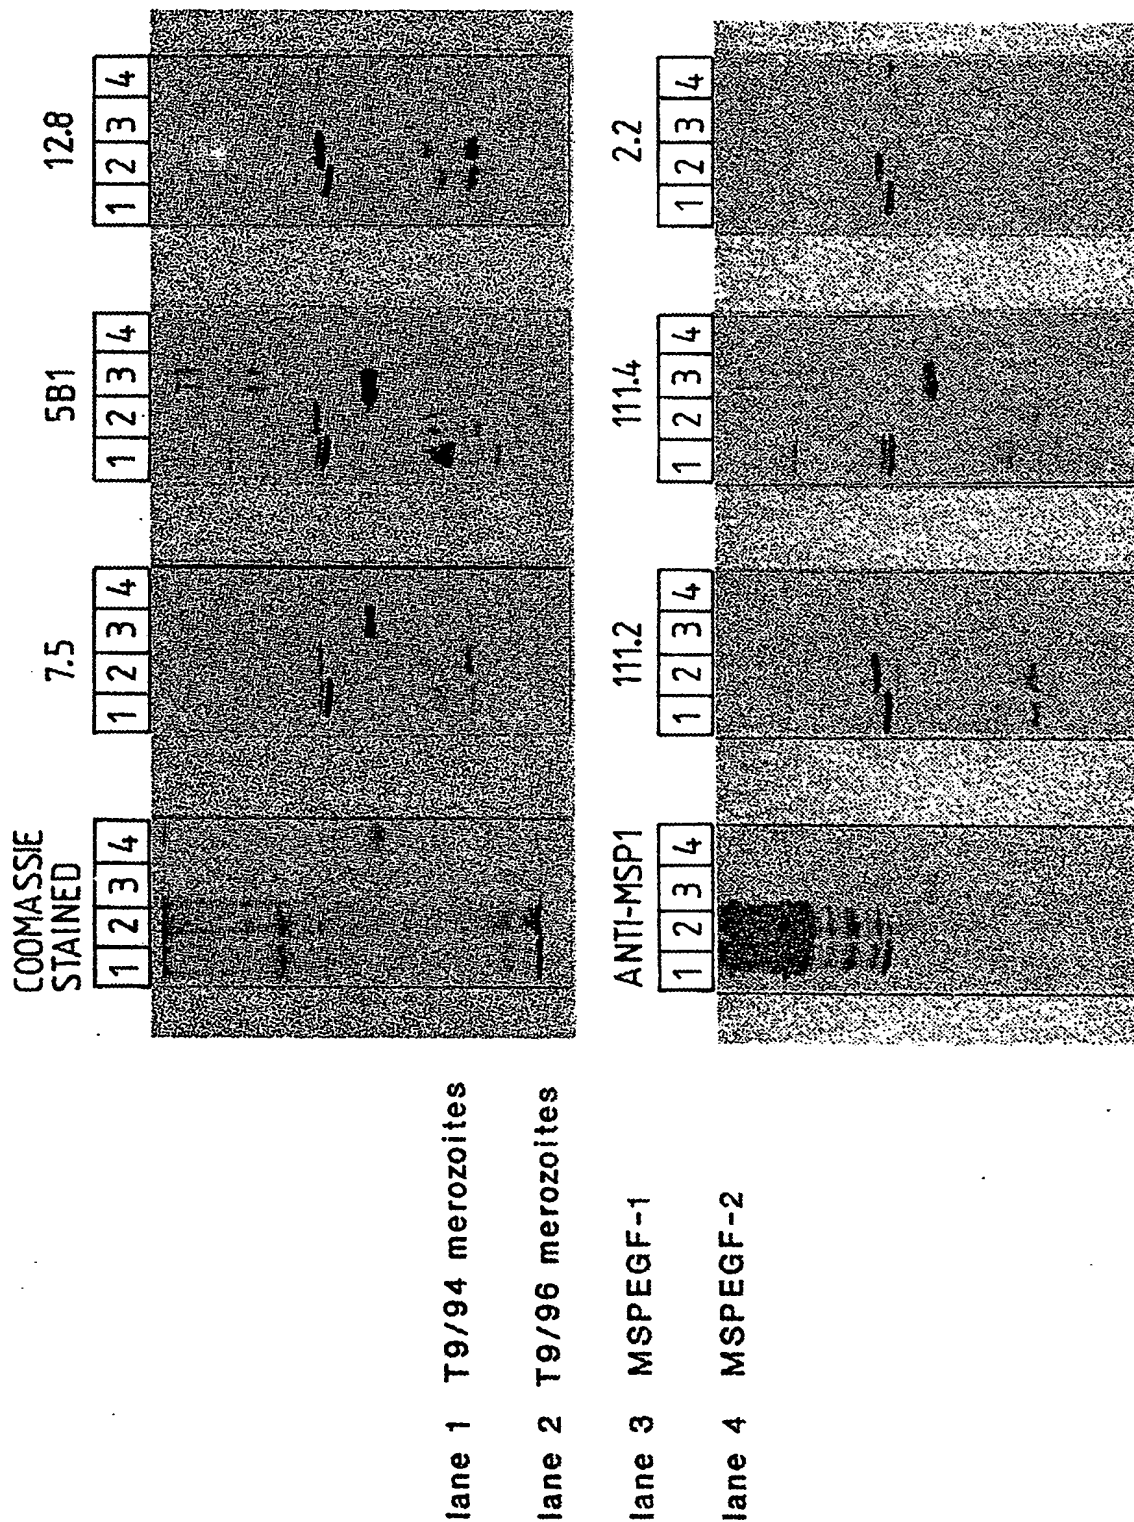 COOMASSIE
STAINED
1 2 3 4
7.5
1 2 3 4
5B1
1 2 3 4
12.8
1 2 3 4
ANTI-MSP1
1 2 3 4
111.2
1 2 3 4
111.4
1 2 3 4
2.2
1 2 3 4
lane 1 T9/94 merozoites
lane 2 T9/96 merozoites
lane 3 MSPEGF-1
lane 4 MSPEGF-2